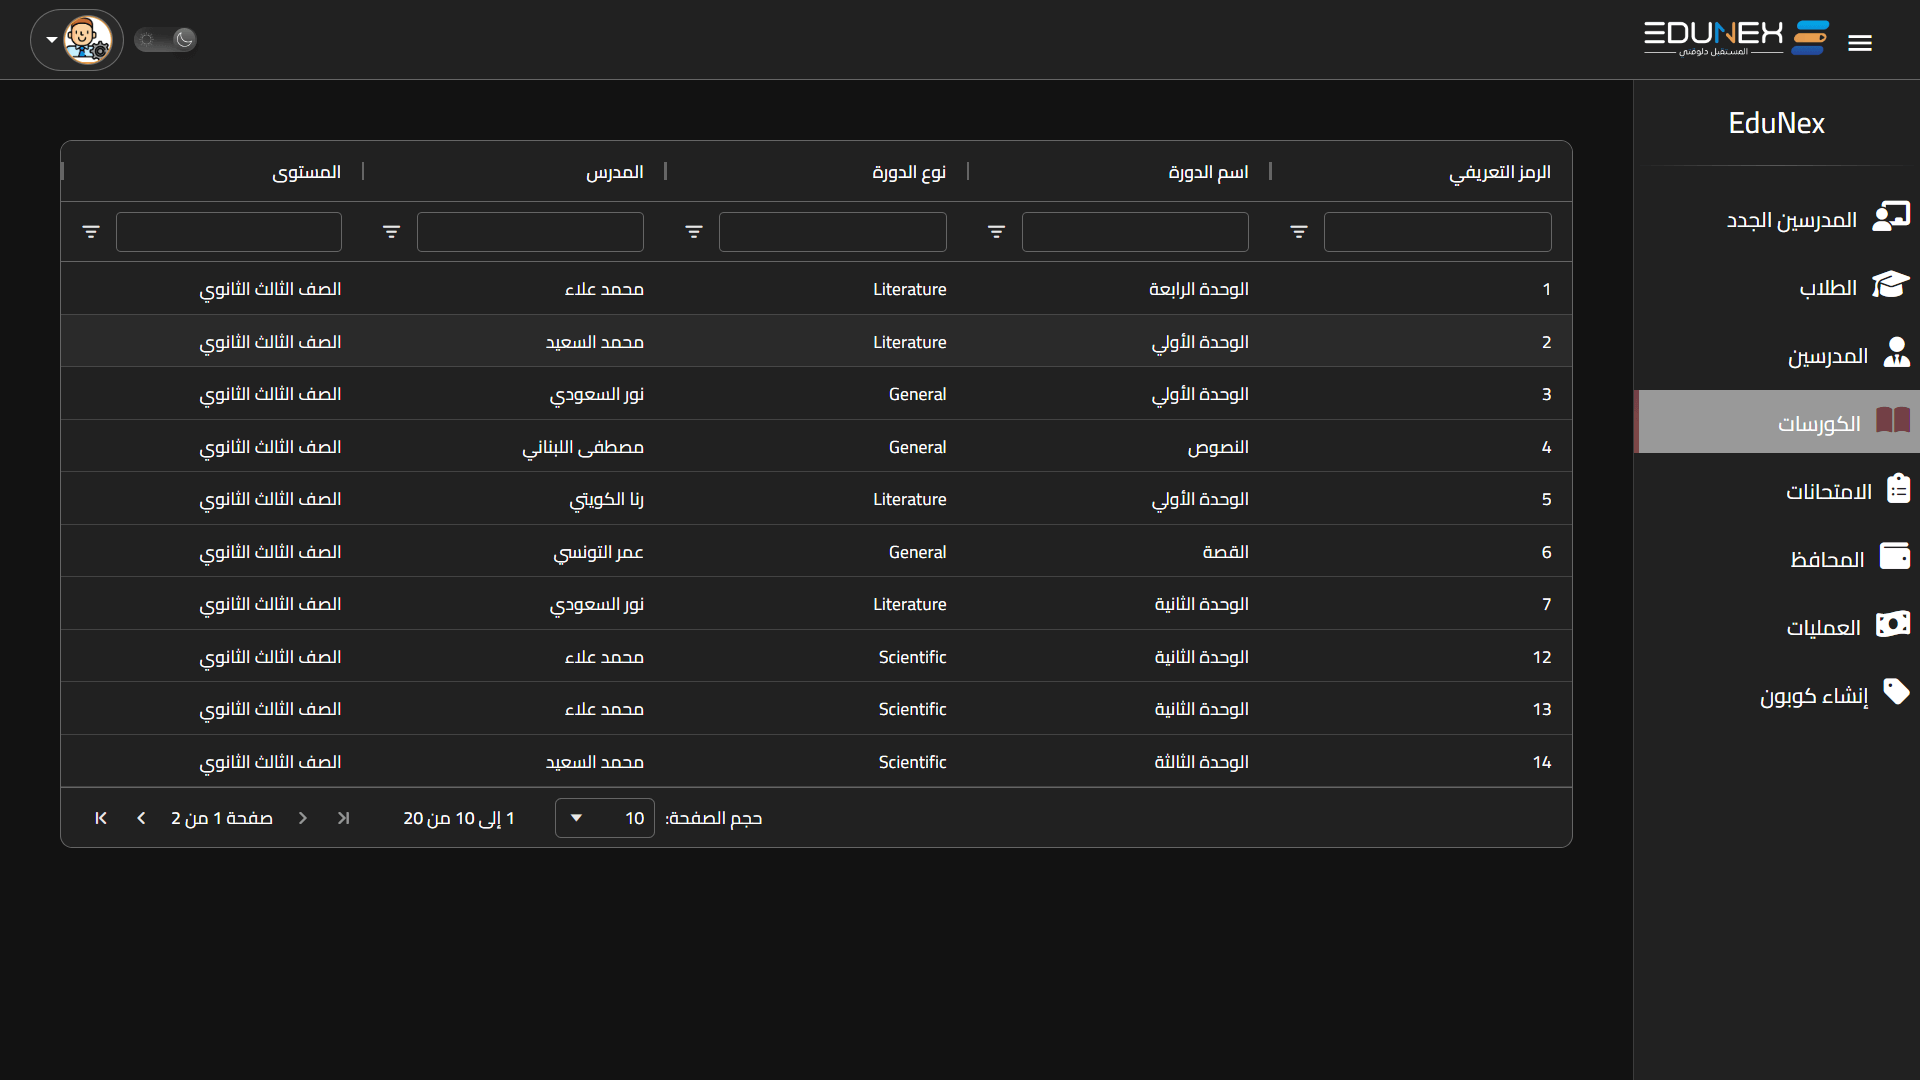 EDUNEX
EduNex
المدرسين الجدد
الطلاب
المدرسين
الكورسات
الامتحانات
المحافظ
العمليات
إنشاء كوبون
الرمز التعريفي اسم الدورة نوع الدورة المدرس المستوى
1 الوحدة الرابعة Literature محمد علاء الصف الثالث الثانوي
2 الوحدة الأولي Literature محمد السعيد الصف الثالث الثانوي
3 الوحدة الأولي General نور السعودي الصف الثالث الثانوي
4 النصوص General مصطفى اللبناني الصف الثالث الثانوي
5 الوحدة الأولي Literature رنا الكويتي الصف الثالث الثانوي
6 القصة General عمر التونسي الصف الثالث الثانوي
7 الوحدة الثانية Literature نور السعودي الصف الثالث الثانوي
12 الوحدة الثانية Scientific محمد علاء الصف الثالث الثانوي
13 الوحدة الثانية Scientific محمد علاء الصف الثالث الثانوي
14 الوحدة الثالثة Scientific محمد السعيد الصف الثالث الثانوي
حجم الصفحة: 10 1 إلى 10 من 20 صفحة 1 من 2